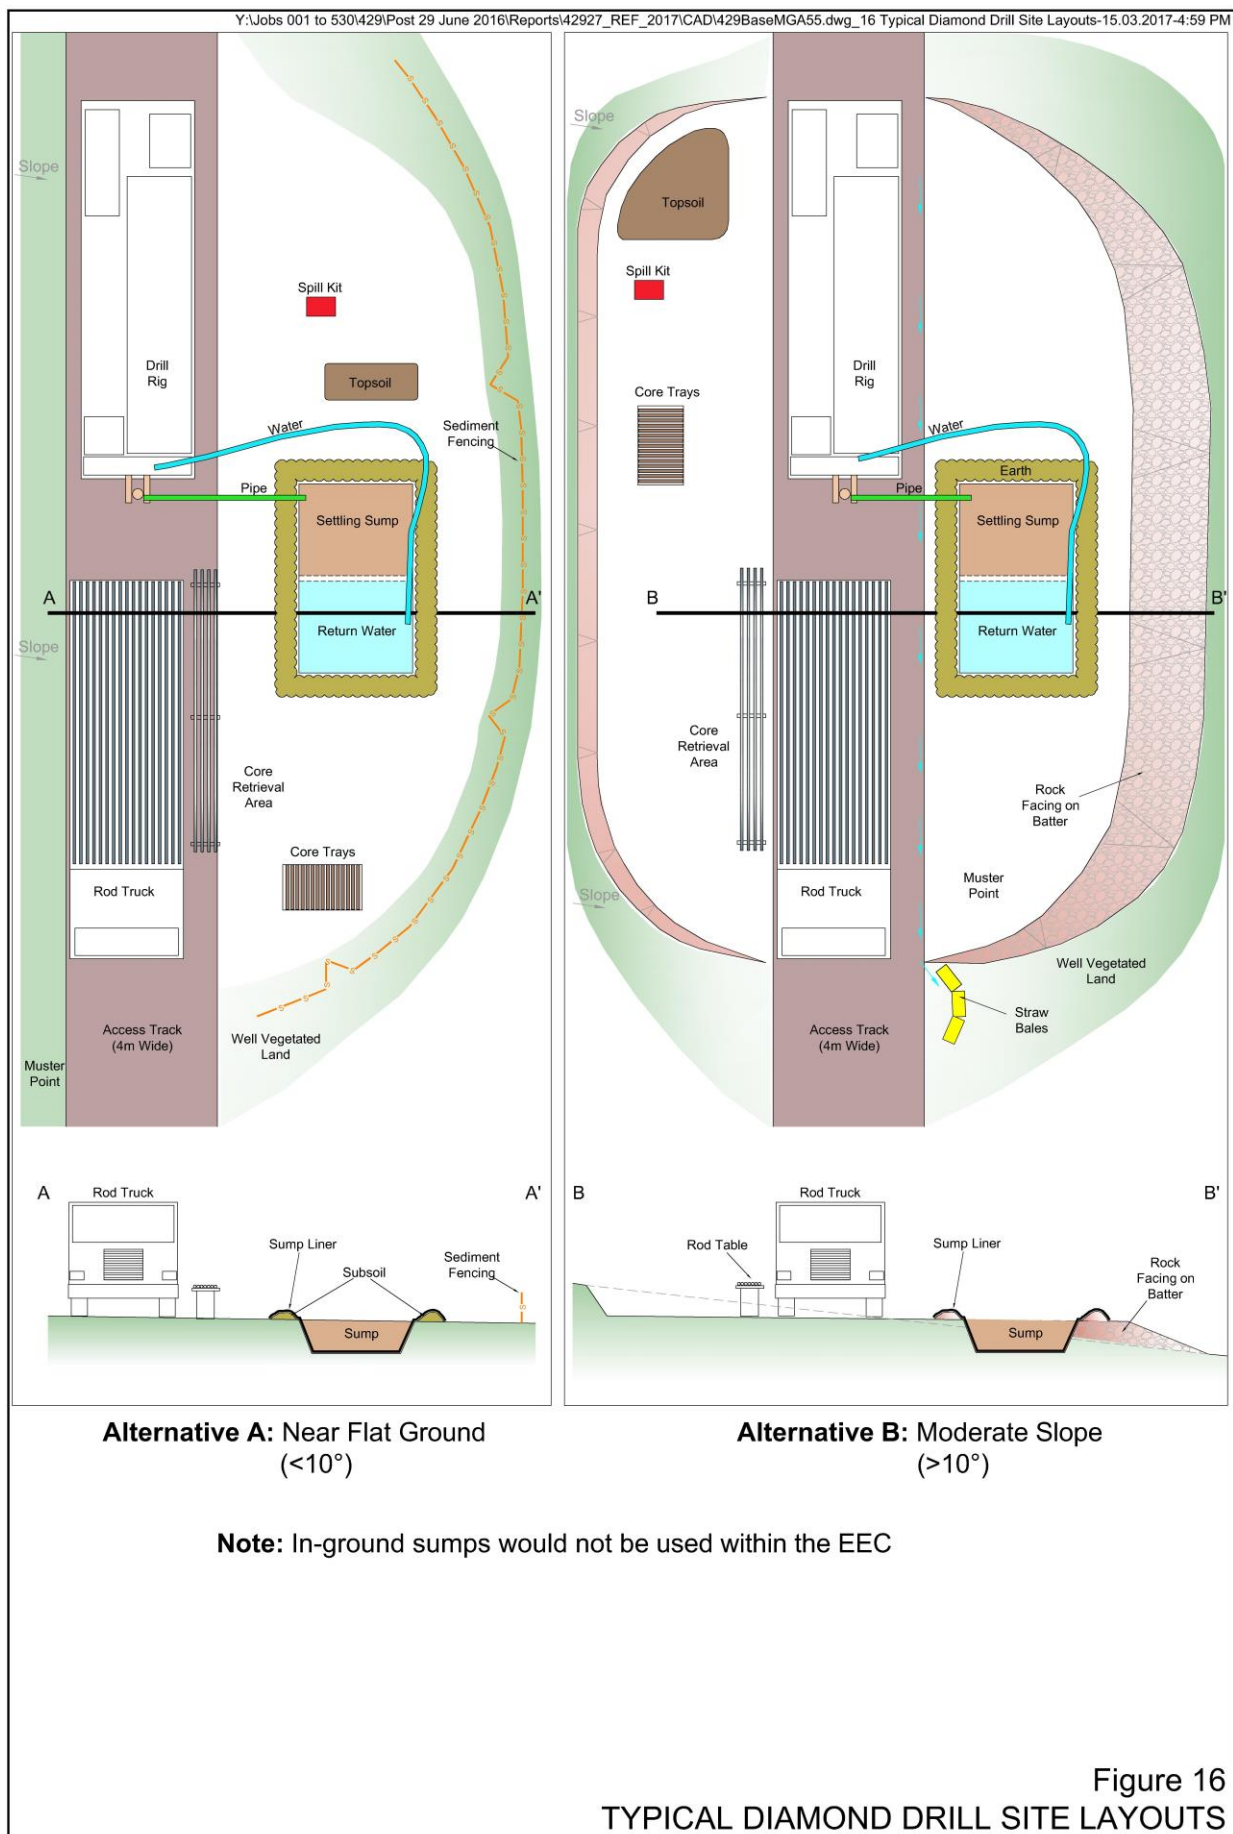 Y:\Jobs 001 to 530\429\Post 29 June 2016\Reports\42927_REF_2017\CAD\429BaseMGA55.dwg_16 Typical Diamond Drill Site Layouts-15.03.2017-4:59 PM
Slope
Spill Kit
Drill
Rig
Topsoil
Water
Sediment
Fencing
Pipe
Settling Sump
A
A'
Slope
Return Water
Core
Retrieval
Area
Core Trays
Rod Truck
Access Track
(4m Wide)
Well Vegetated
Land
Muster
Point
A
Rod Truck
A'
Sump Liner
Subsoil
Sediment
Fencing
Sump
Slope
Topsoil
Spill Kit
Drill
Rig
Core Trays
Water
Earth
Pipe
Settling Sump
B
B'
Return Water
Core
Retrieval
Area
Rock
Facing on
Batter
Slope
Rod Truck
Muster
Point
Well Vegetated
Land
Straw
Bales
Access Track
(4m Wide)
B
Rod Truck
B'
Rod Table
Sump Liner
Rock
Facing on
Batter
Sump
Alternative A: Near Flat Ground
(<10°)
Alternative B: Moderate Slope
(>10°)
Note: In-ground sumps would not be used within the EEC
Figure 16
TYPICAL DIAMOND DRILL SITE LAYOUTS